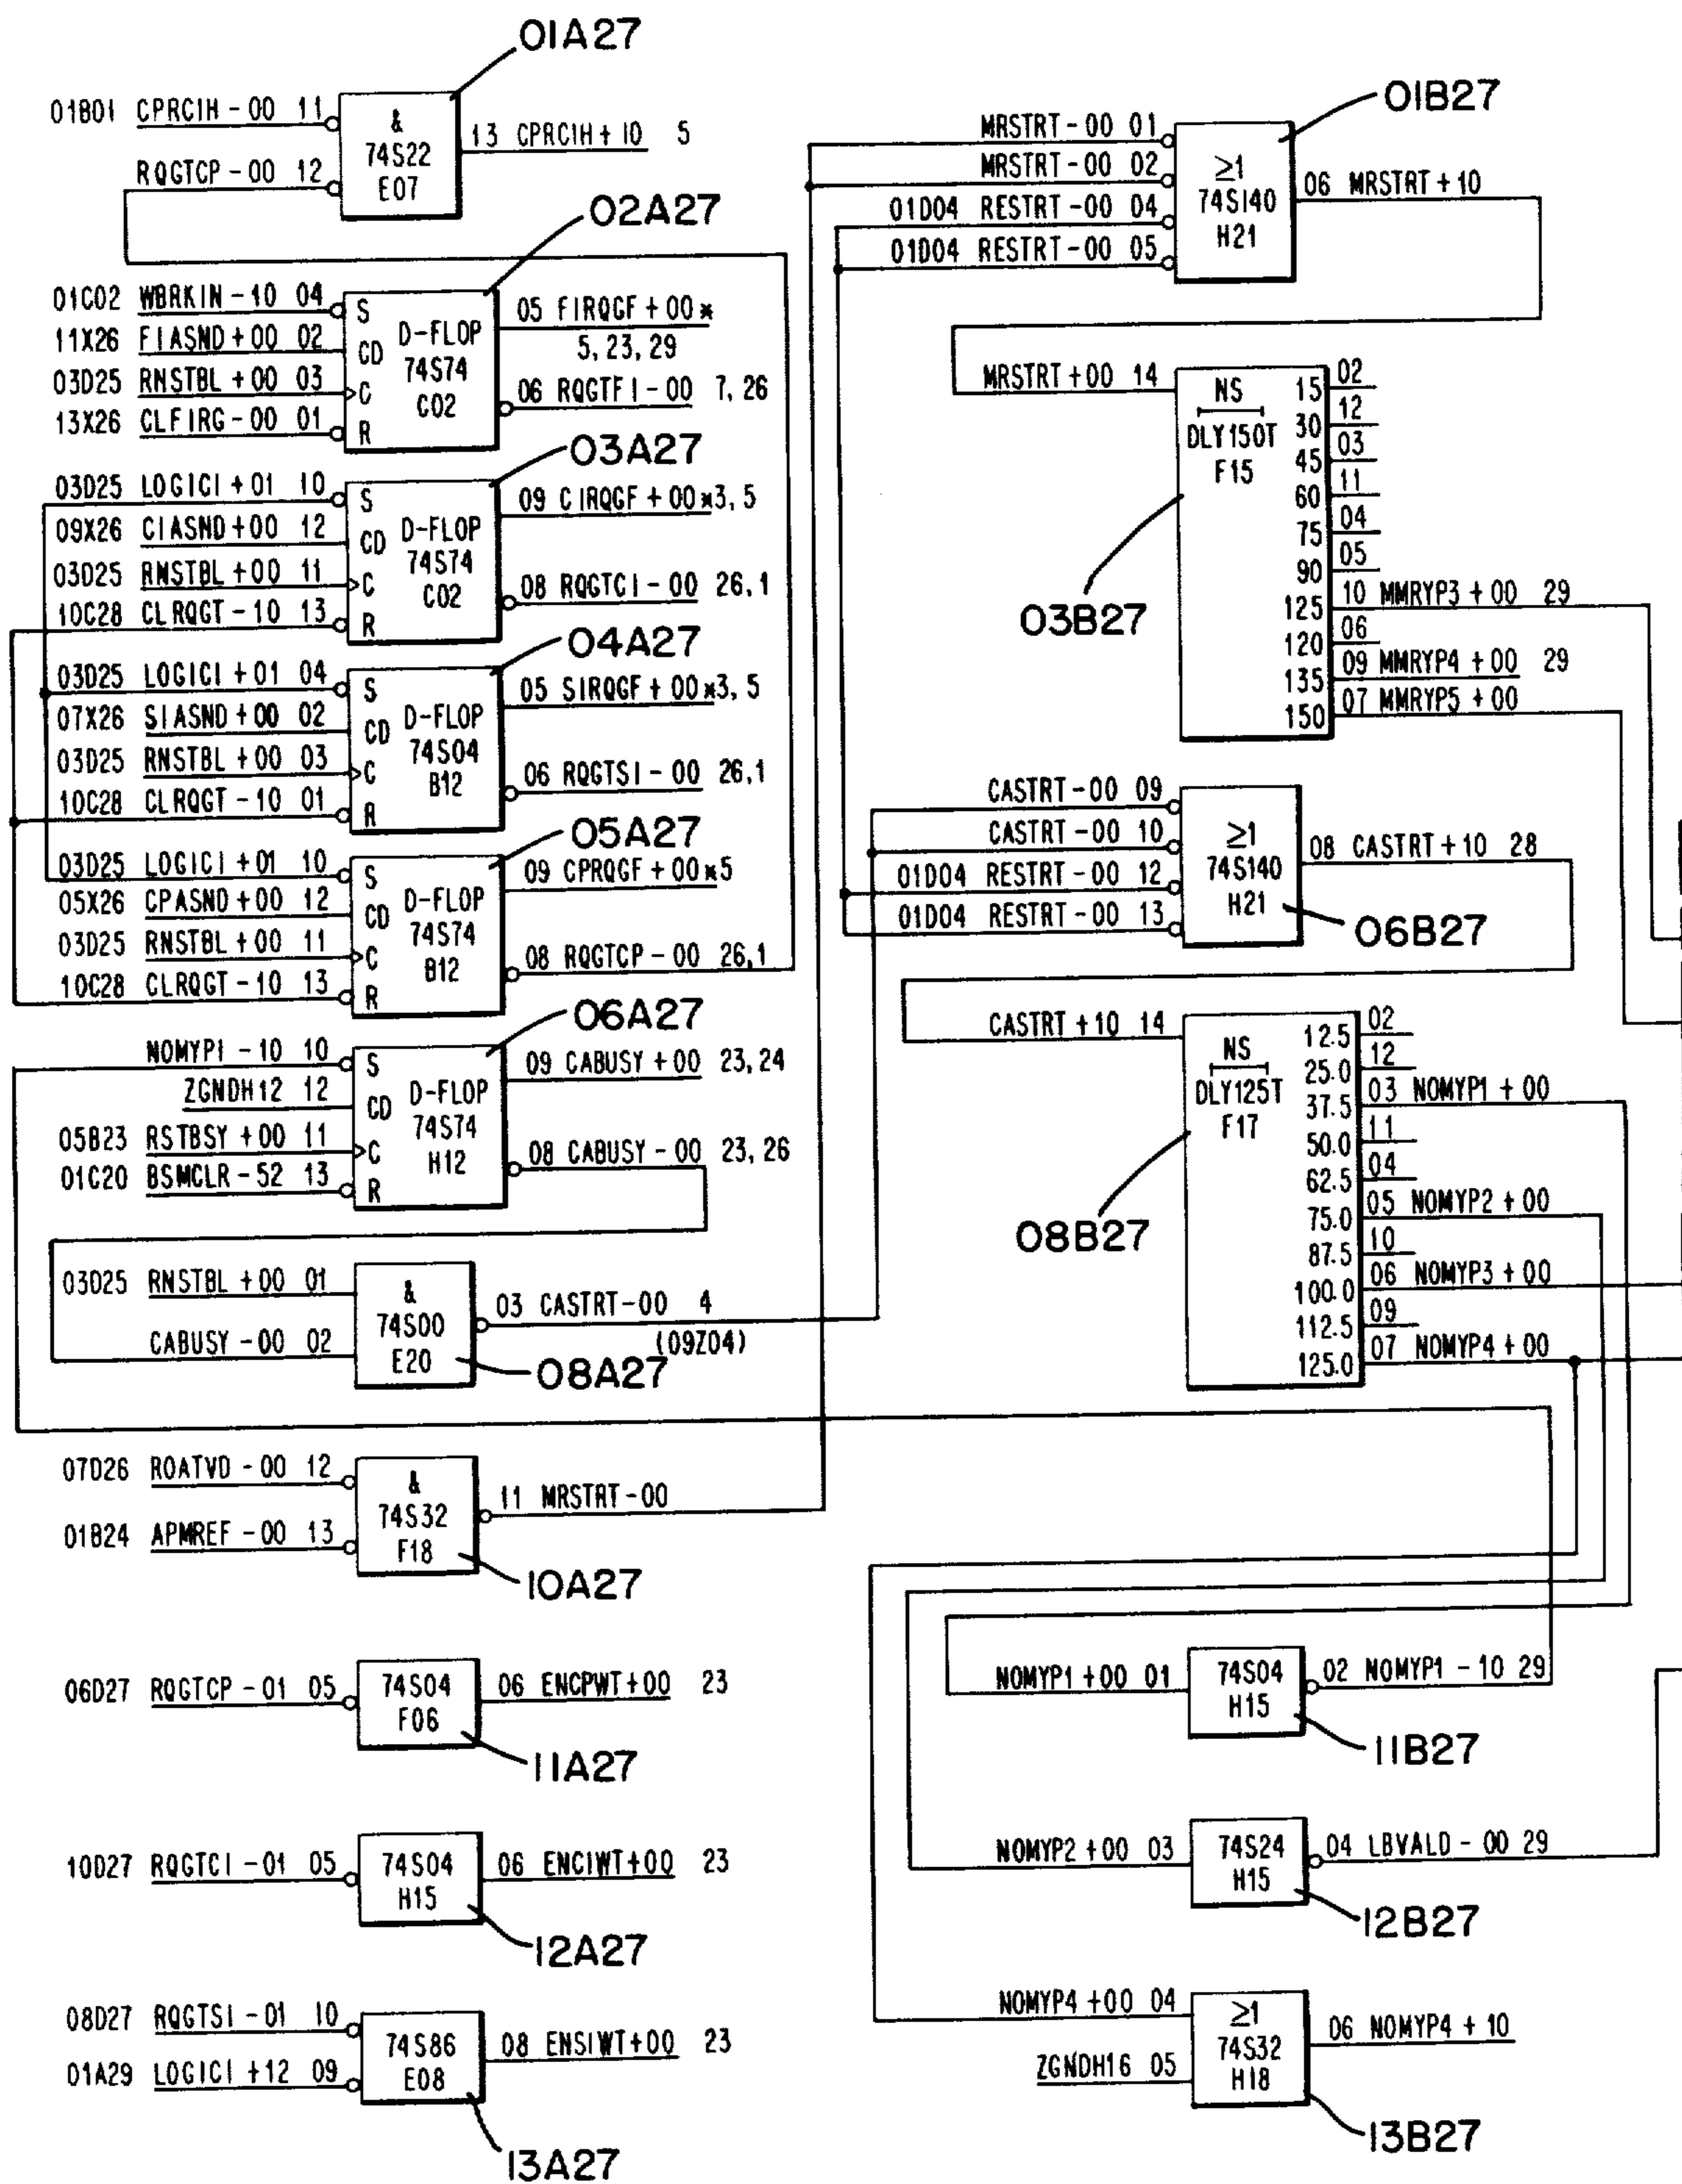 01A27
01B01 CPRCIH - 00 11
&
74S22
E07
13 CPRCIH + 10 5
RQGTCP - 00 12
02A27
01C02 WBRKIN - 10 04
11X26 FIASND + 00 02
03D25 RNSTBL + 00 03
13X26 CLFIRG - 00 01
S
CD
C
R
D-FLOP
74S74
C02
05 FIRQGF + 00 *
5, 23, 29
06 RQGTFI - 00 7, 26
03A27
03D25 LOGICI + 01 10
09X26 CIASND + 00 12
03D25 RNSTBL + 00 11
10C28 CLRQGT - 10 13
S
CD
C
R
D-FLOP
74S74
C02
09 CIRQGF + 00 * 3, 5
08 RQGTCI - 00 26, 1
04A27
03D25 LOGICI + 01 04
07X26 SIASND + 00 02
03D25 RNSTBL + 00 03
10C28 CLRQGT - 10 01
S
CD
C
R
D-FLOP
74S04
B12
05 SIRQGF + 00 * 3, 5
06 RQGTSI - 00 26,1
05A27
03D25 LOGICI + 01 10
05X26 CPASND + 00 12
03D25 RNSTBL + 00 11
10C28 CLRQGT - 10 13
S
CD
C
R
D-FLOP
74S74
B12
09 CPRQGF + 00 * 5
08 RQGTCP - 00 26,1
06A27
NOMYP1 - 10 10
ZGNDH12 12
05B23 RSTBSY + 00 11
01C20 BSMCLR - 52 13
S
CD
C
R
D-FLOP
74S74
H12
09 CABUSY + 00 23, 24
08 CABUSY - 00 23, 26
03D25 RNSTBL + 00 01
CABUSY - 00 02
&
74S00
E20
03 CASTRT - 00 4
(09Z04)
08A27
07D26 ROATVD - 00 12
01B24 APMREF - 00 13
&
74S32
F18
11 MRSTRT - 00
10A27
06D27 RQGTCP - 01 05
74S04
F06
06 ENCPWT + 00 23
11A27
10D27 RQGTCI - 01 05
74S04
H15
06 ENCIWT + 00 23
12A27
08D27 RQGTSI - 01 10
01A29 LOGICI + 12 09
74S86
E08
08 ENSIWT + 00 23
13A27
01B27
MRSTRT - 00 01
MRSTRT - 00 02
01D04 RESTRT - 00 04
01D04 RESTRT - 00 05
≥1
74S140
H21
06 MRSTRT + 10
MRSTRT + 00 14
NS
DLY150T
F15
15 02
30 12
45 03
60 11
75 04
90 05
125 10 MMRYP3 + 00 29
120 06
135 09 MMRYP4 + 00 29
150 07 MMRYP5 + 00
03B27
CASTRT - 00 09
CASTRT - 00 10
01D04 RESTRT - 00 12
01D04 RESTRT - 00 13
≥1
74S140
H21
08 CASTRT + 10 28
06B27
CASTRT + 10 14
NS
DLY125T
F17
12.5 02
25.0 12
37.5 03 NOMYP1 + 00
50.0 11
62.5 04
75.0 05 NOMYP2 + 00
87.5 10
100.0 06 NOMYP3 + 00
112.5 09
125.0 07 NOMYP4 + 00
08B27
NOMYP1 + 00 01
74S04
H15
02 NOMYP1 - 10 29
11B27
NOMYP2 + 00 03
74S24
H15
04 LBVALD - 00 29
12B27
NOMYP4 + 00 04
ZGNDH16 05
≥1
74S32
H18
06 NOMYP4 + 10
13B27